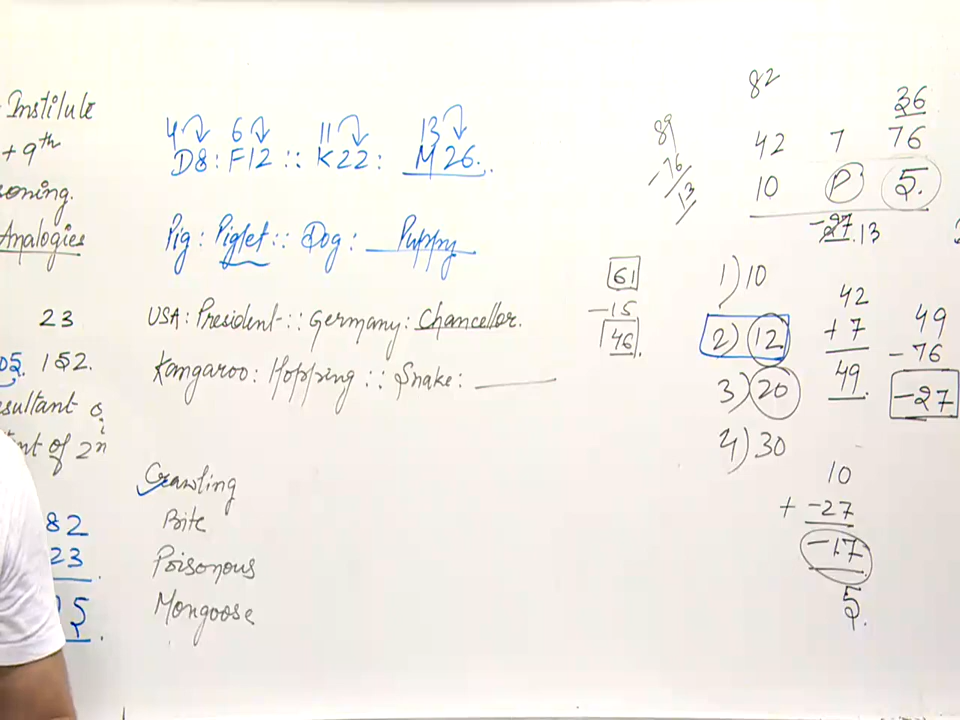 Institute
+ 9th
soning.
Analogies
23
05. 152.
sultant o
nt of 2n
82
23
15.
4 6 11 13
D8: F12 :: K22: M 26.
Pig: Piglet:: Dog: Puppy
USA: President:: Germany: Chancellor.
Kangaroo: Hopping :: Snake: ______
Crawling
Bite
Poisonous
Mongoose
61
-15
46.
89
-76
13
82
36
42 7 76
10 P 5.
-27. 13
1) 10
2) 12
3) 20
4) 30
42
+ 7
49
49
- 76
-27
10
+ -27
-17
5.